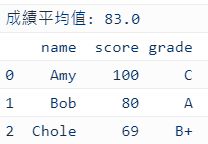 成績平均值: 83.0
name score grade
0 Amy 100 C
1 Bob 80 A
2 Chole 69 B+